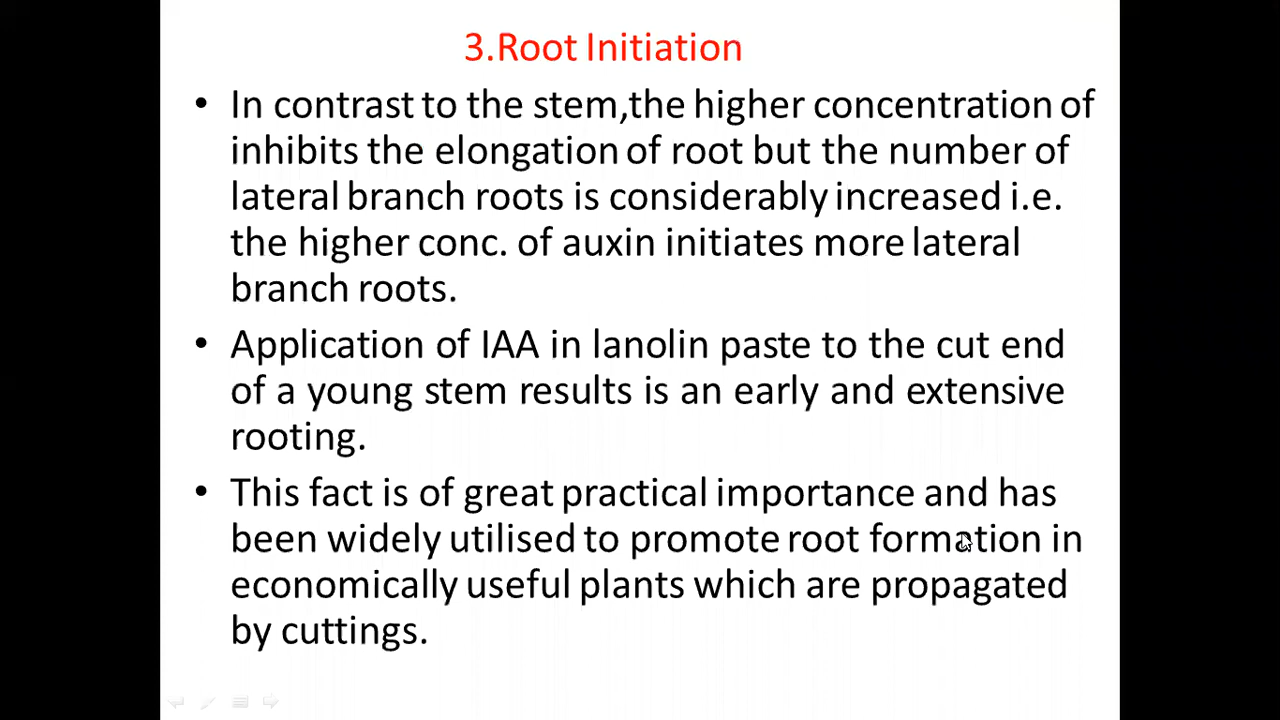 3.Root Initiation
• In contrast to the stem,the higher concentration of
inhibits the elongation of root but the number of
lateral branch roots is considerably increased i.e.
the higher conc. of auxin initiates more lateral
branch roots.
• Application of IAA in lanolin paste to the cut end
of a young stem results is an early and extensive
rooting.
• This fact is of great practical importance and has
been widely utilised to promote root formation in
economically useful plants which are propagated
by cuttings.